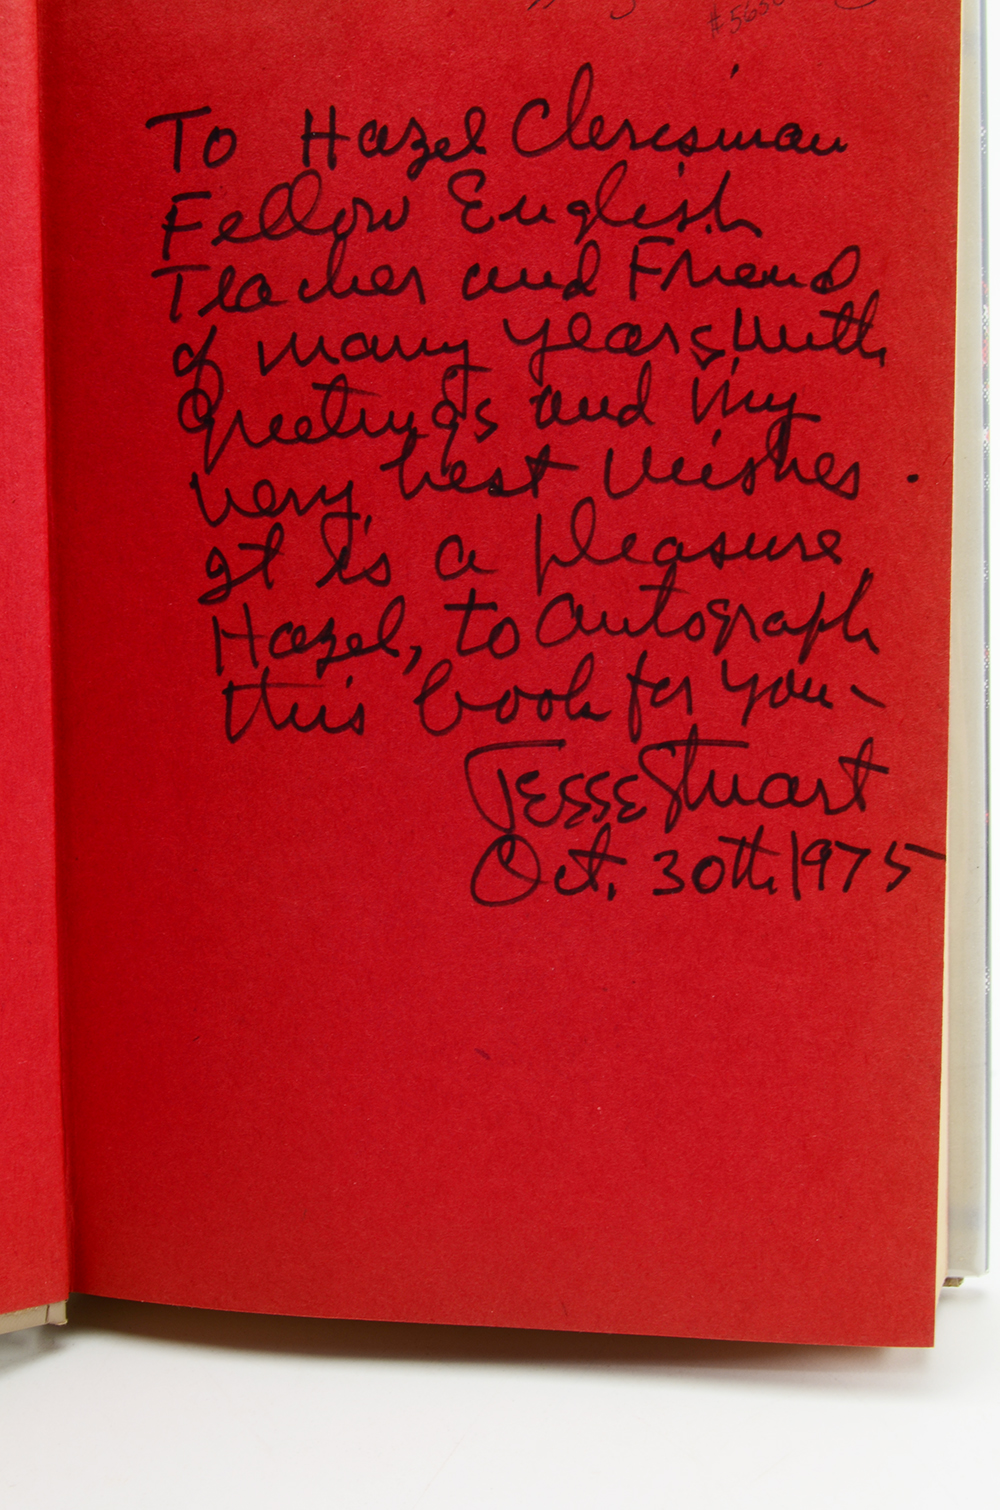 To Hazel Clerisman
Fellow English
Teacher and Friend
of many years, with
greetings and my
very best wishes.
It is a pleasure,
Hazel, to autograph
this book for you—
Jesse Stuart
Oct. 30th, 1975